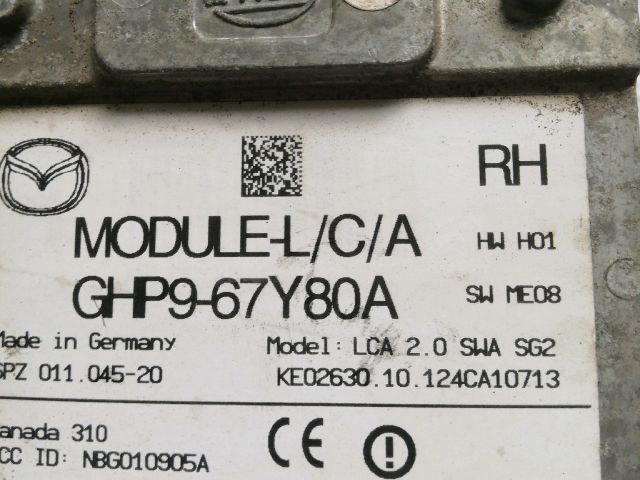 RH
MODULE-L/C/A
HW H01
GHP9-67Y80A
SW ME08
Made in Germany
Model: LCA 2.0 SWA SG2
5PZ 011.045-20
KE02630.10.124CA10713
anada 310
CC ID: NBG010905A
CE